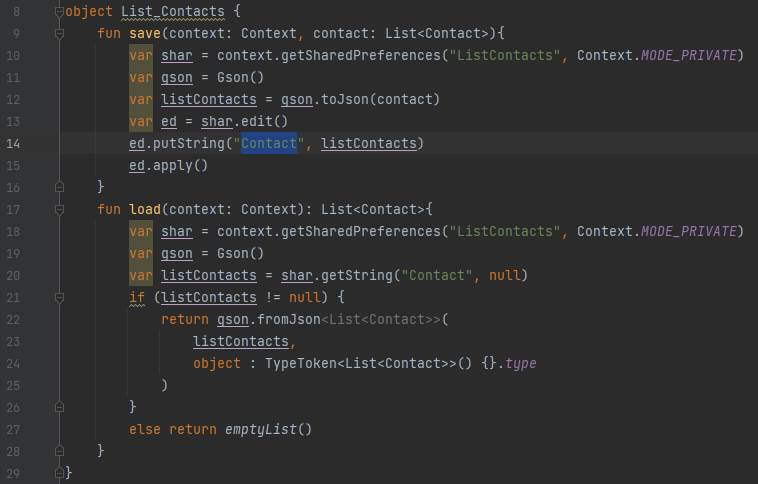 8 object List_Contacts {
9 fun save(context: Context, contact: List<Contact>){
10 var shar = context.getSharedPreferences("ListContacts", Context.MODE_PRIVATE)
11 var gson = Gson()
12 var listContacts = gson.toJson(contact)
13 var ed = shar.edit()
14 ed.putString("Contact", listContacts)
15 ed.apply()
16 }
17 fun load(context: Context): List<Contact>{
18 var shar = context.getSharedPreferences("ListContacts", Context.MODE_PRIVATE)
19 var gson = Gson()
20 var listContacts = shar.getString("Contact", null)
21 if (listContacts != null) {
22 return gson.fromJson<List<Contact>>(
23 listContacts,
24 object : TypeToken<List<Contact>>() {}.type
25 )
26 }
27 else return emptyList()
28 }
29 }